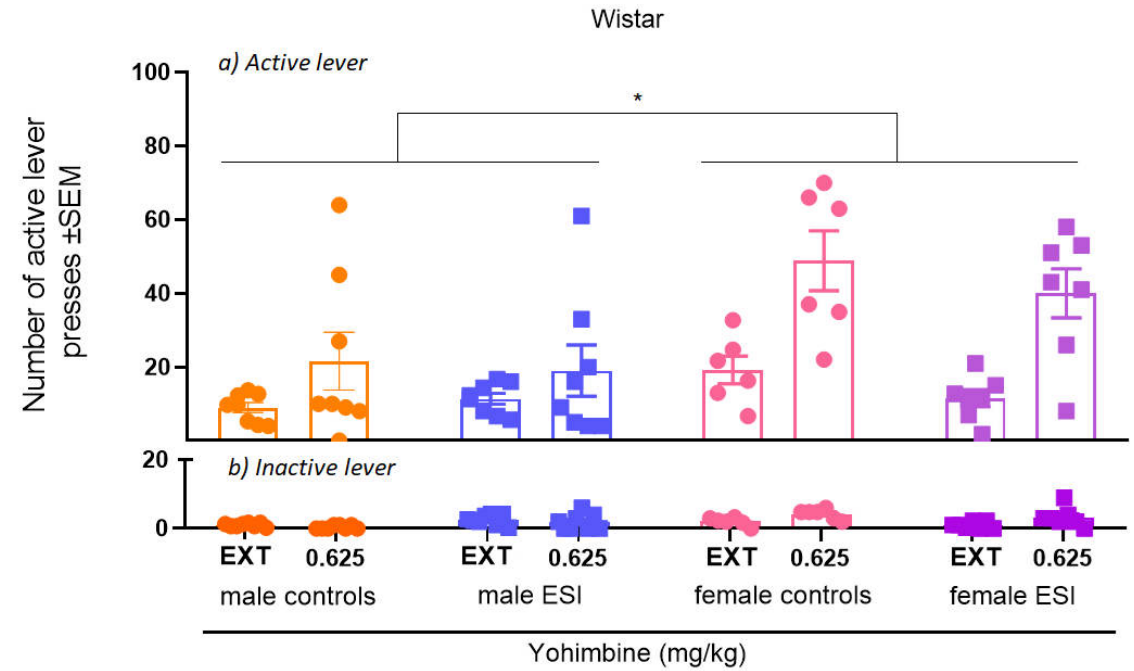 Wistar
a) Active lever
*
Number of active lever
presses ±SEM
100
80
60
40
20
b) Inactive lever
20
0
EXT 0.625 EXT 0.625 EXT 0.625 EXT 0.625
male controls male ESI female controls female ESI
Yohimbine (mg/kg)